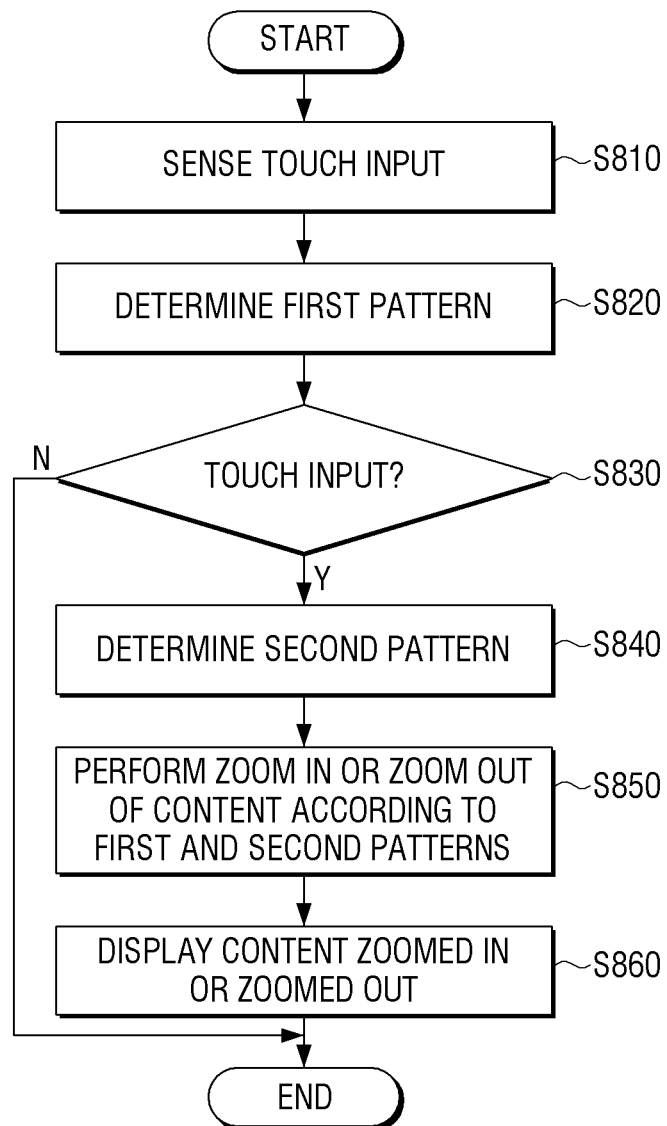 START
SENSE TOUCH INPUT
S810
DETERMINE FIRST PATTERN
S820
TOUCH INPUT?
S830
N
Y
DETERMINE SECOND PATTERN
S840
PERFORM ZOOM IN OR ZOOM OUT
OF CONTENT ACCORDING TO
FIRST AND SECOND PATTERNS
S850
DISPLAY CONTENT ZOOMED IN
OR ZOOMED OUT
S860
END